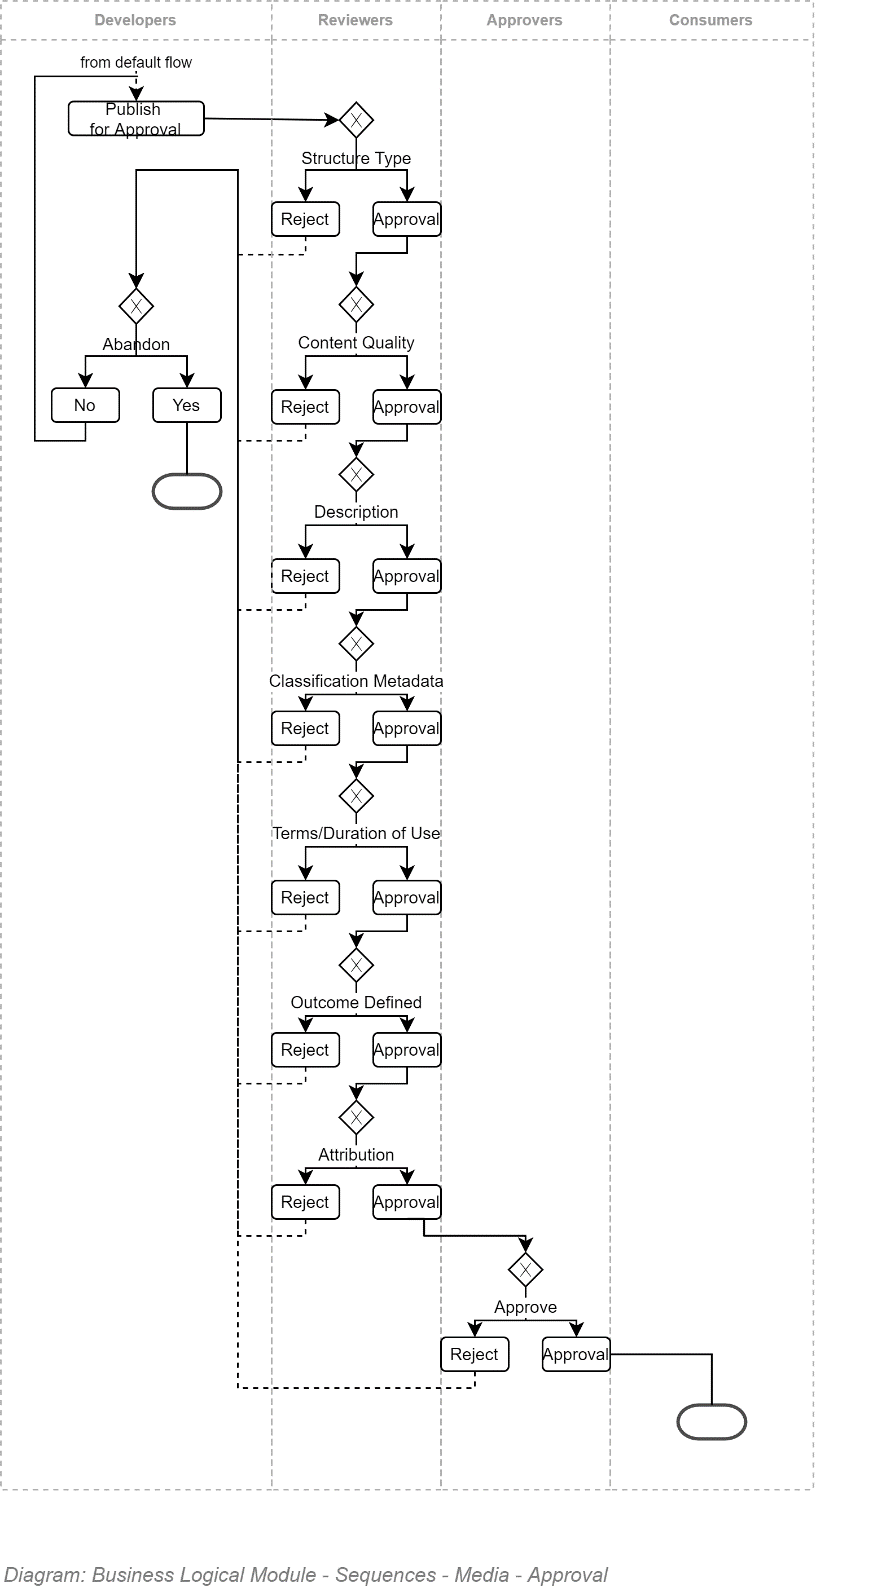 Developers
Reviewers
Approvers
Consumers
from default flow
Publish
for Approval
X
Structure Type
Reject
Approval
X
X
Abandon
Content Quality
No
Yes
Reject
Approval
X
Description
Reject
Approval
X
Classification Metadata
Reject
Approval
X
Terms/Duration of Use
Reject
Approval
X
Outcome Defined
Reject
Approval
X
Attribution
Reject
Approval
X
Approve
Reject
Approval
Diagram: Business Logical Module - Sequences - Media - Approval